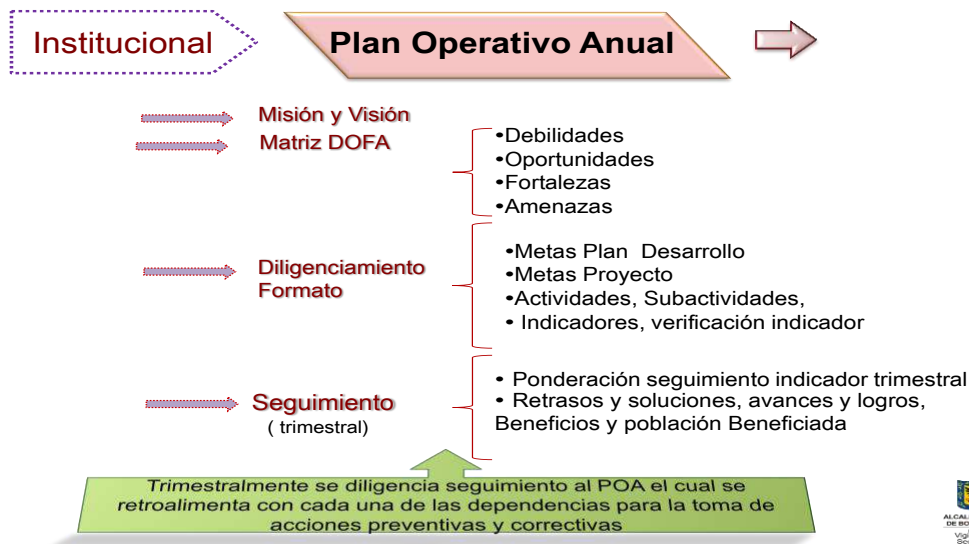 Institucional
Plan Operativo Anual
Misión y Visión
Matriz DOFA
•Debilidades
•Oportunidades
•Fortalezas
•Amenazas
Diligenciamiento
Formato
•Metas Plan Desarrollo
•Metas Proyecto
•Actividades, Subactividades,
• Indicadores, verificación indicador
Seguimiento
( trimestral)
• Ponderación seguimiento indicador trimestral
• Retrasos y soluciones, avances y logros,
Beneficios y población Beneficiada
Trimestralmente se diligencia seguimiento al POA el cual se
retroalimenta con cada una de las dependencias para la toma de
acciones preventivas y correctivas